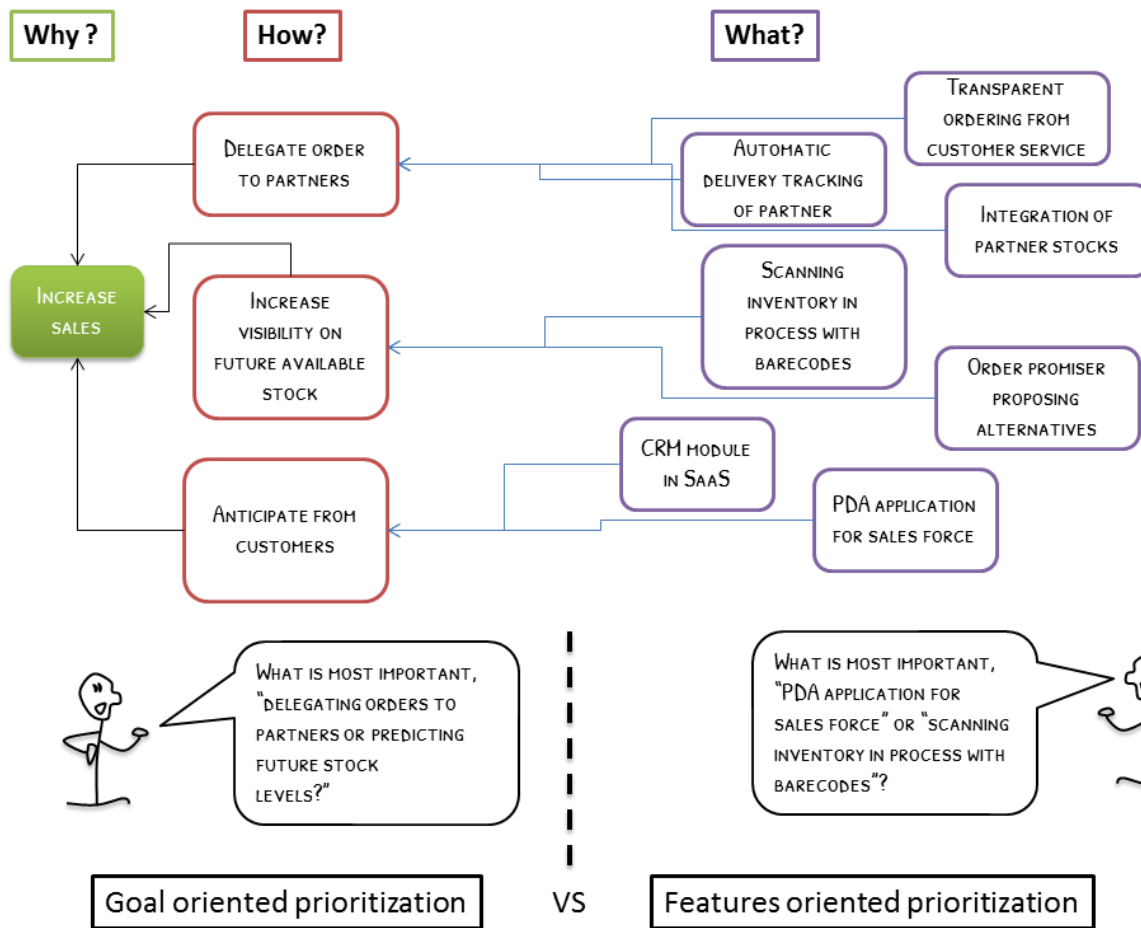 Why ?
How?
What?
TRANSPARENT
ORDERING FROM
CUSTOMER SERVICE
DELEGATE ORDER
TO PARTNERS
AUTOMATIC
DELIVERY TRACKING
OF PARTNER
INTEGRATION OF
PARTNER STOCKS
INCREASE
SALES
INCREASE
VISIBILITY ON
FUTURE AVAILABLE
STOCK
SCANNING
INVENTORY IN
PROCESS WITH
BARECODES
ORDER PROMISER
PROPOSING
ALTERNATIVES
CRM MODULE
IN SAAS
ANTICIPATE FROM
CUSTOMERS
PDA APPLICATION
FOR SALES FORCE
WHAT IS MOST IMPORTANT,
"DELEGATING ORDERS TO
PARTNERS OR PREDICTING
FUTURE STOCK
LEVELS?"
WHAT IS MOST IMPORTANT,
"PDA APPLICATION FOR
SALES FORCE" OR "SCANNING
INVENTORY IN PROCESS WITH
BARECODES"?
Goal oriented prioritization
VS
Features oriented prioritization